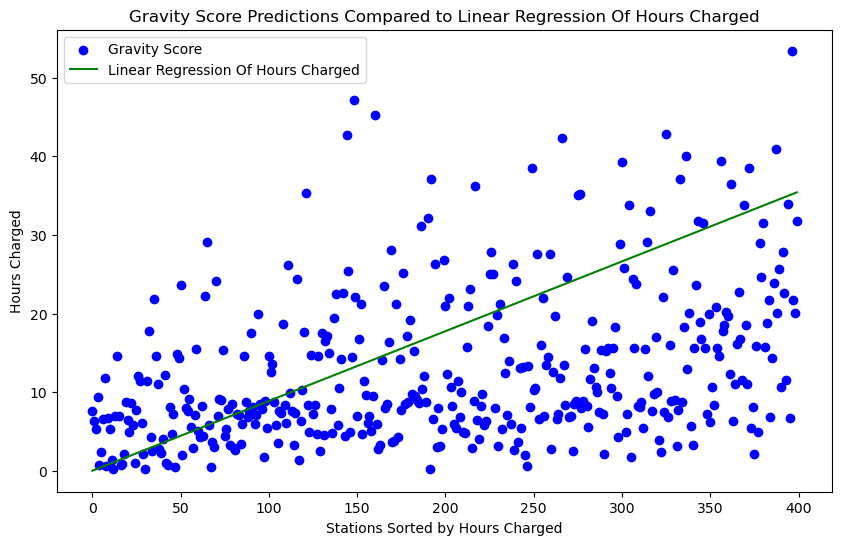 Gravity Score Predictions Compared to Linear Regression Of Hours Charged
Gravity Score
Linear Regression Of Hours Charged
Hours Charged
50
40
30
20
10
0
0 50 100 150 200 250 300 350 400
Stations Sorted by Hours Charged